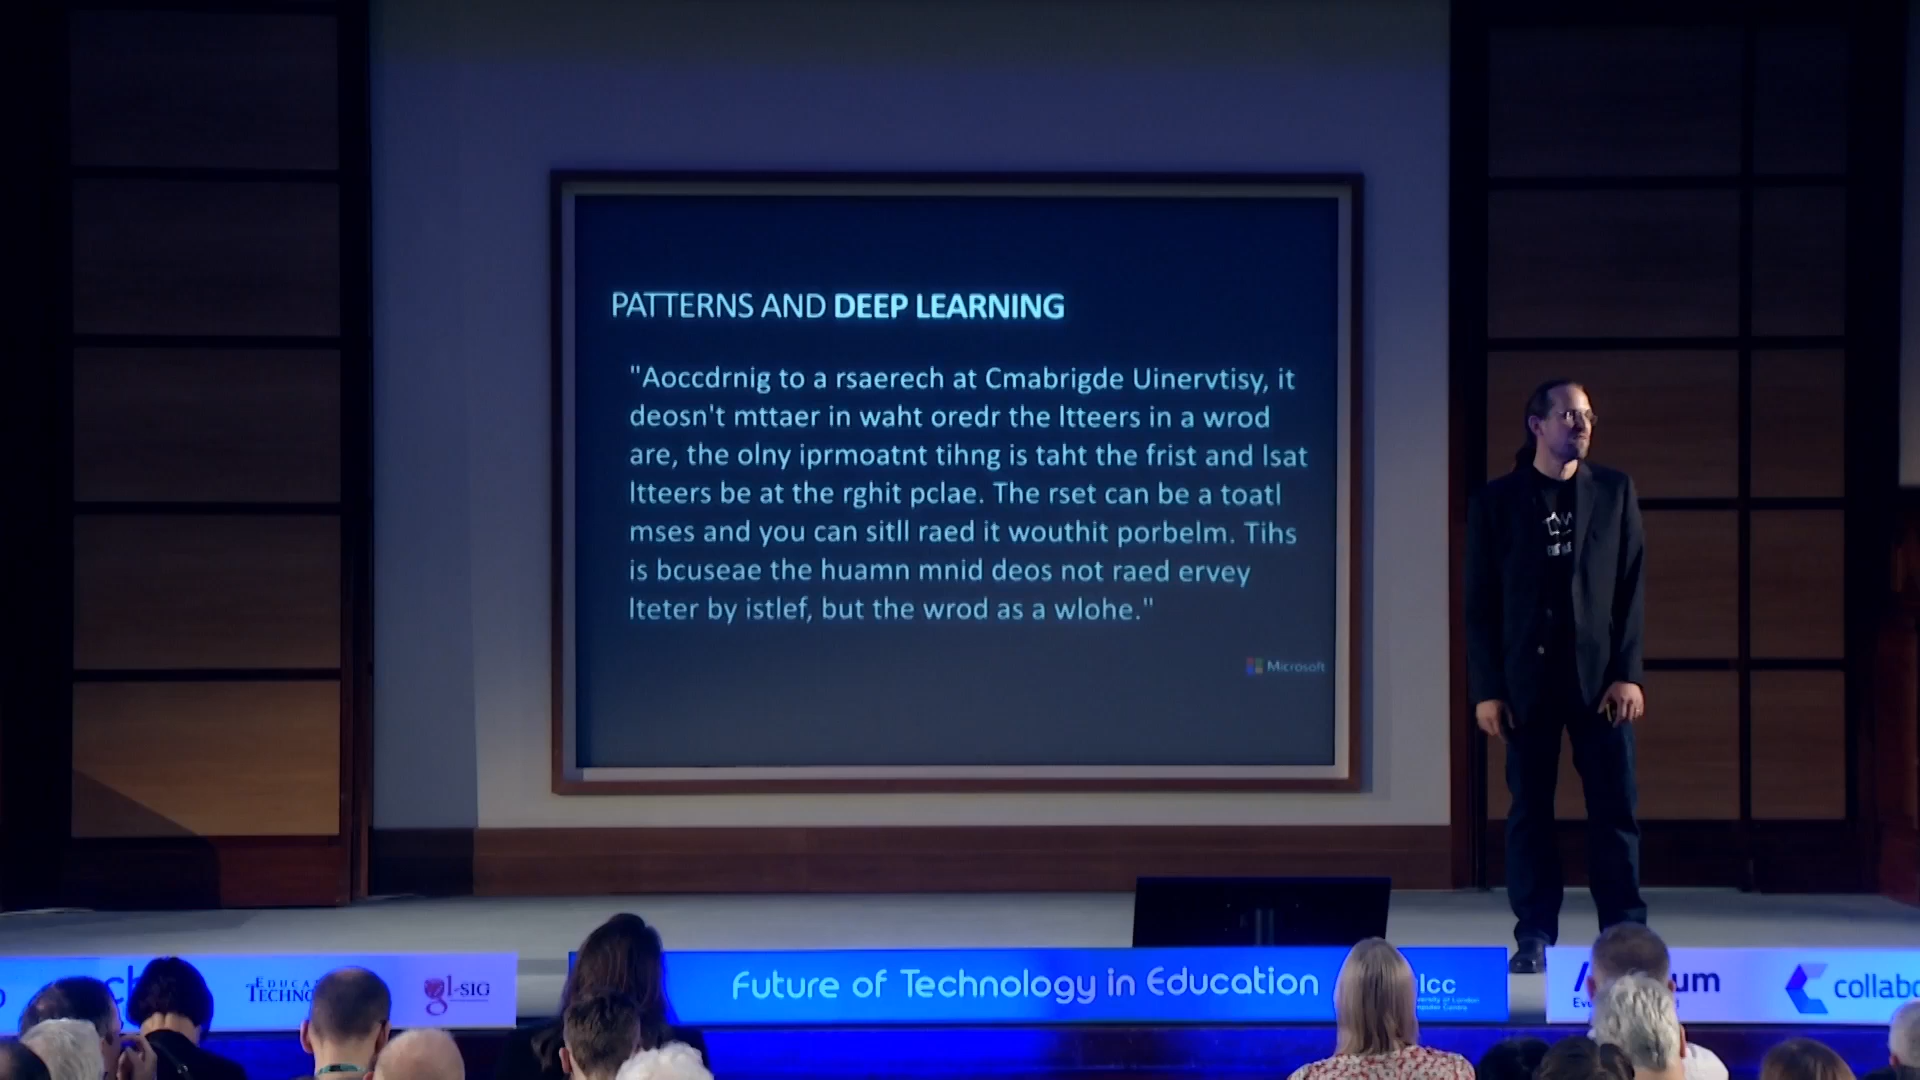 PATTERNS AND DEEP LEARNING
"Aoccdrnig to a rsaerech at Cmabrigde Uinervtisy, it
deosn't mttaer in waht oredr the ltteers in a wrod
are, the olny iprmoatnt tihng is taht the frist and lsat
ltteers be at the rghit pclae. The rset can be a toatl
mses and you can sitll raed it wouthit porbelm. Tihs
is bcuseae the huamn mnid deos not raed ervey
lteter by istlef, but the wrod as a wlohe."
Microsoft
l-SIG
Future of Technology in Education
collabo